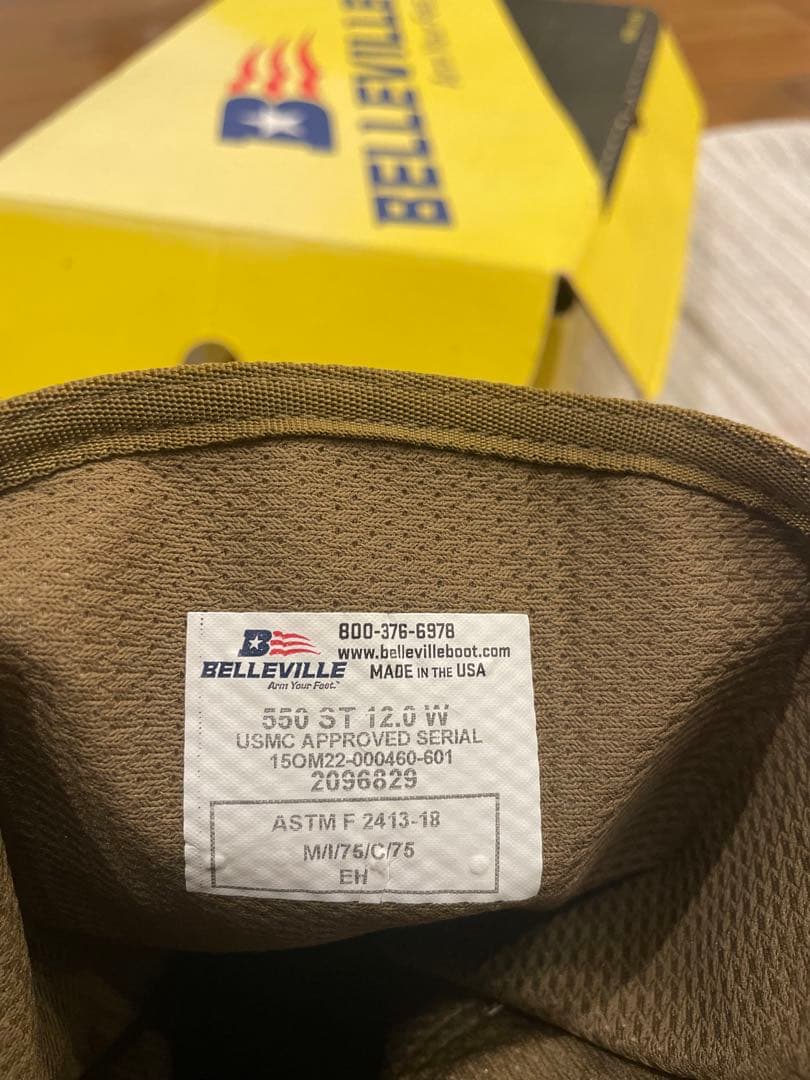 BELLEVILLE
800-376-6978
www.bellevilleboot.com
BELLEVILLE
MADE IN THE USA
Arm Your Feet.™
550 ST 12.0 W
USMC APPROVED SERIAL
15OM22-000460-601
2096829
ASTM F 2413-18
M/I/75/C/75
EH